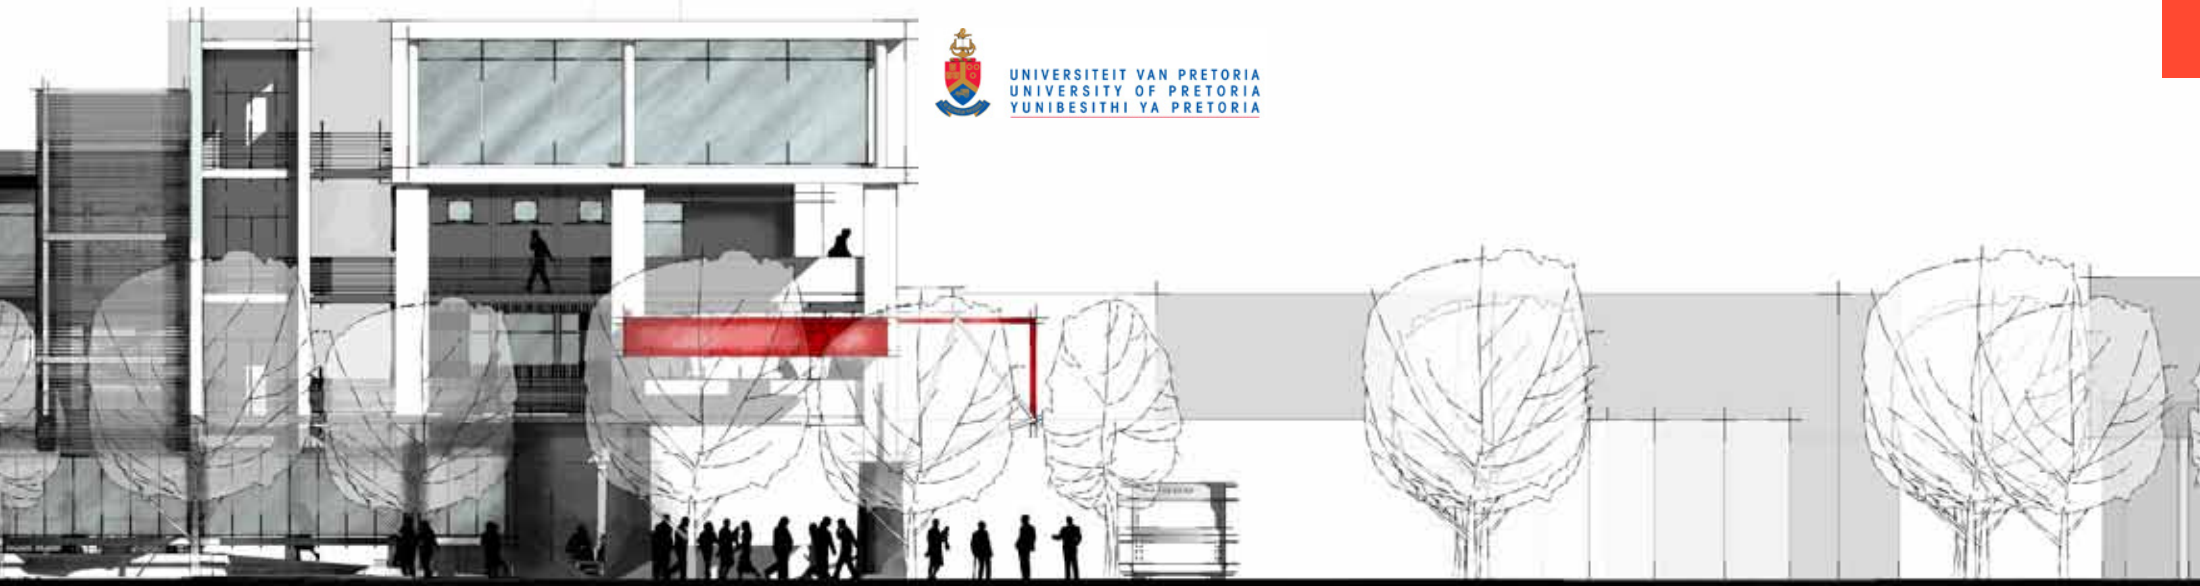 UNIVERSITEIT VAN PRETORIA
UNIVERSITY OF PRETORIA
YUNIBESITHI YA PRETORIA